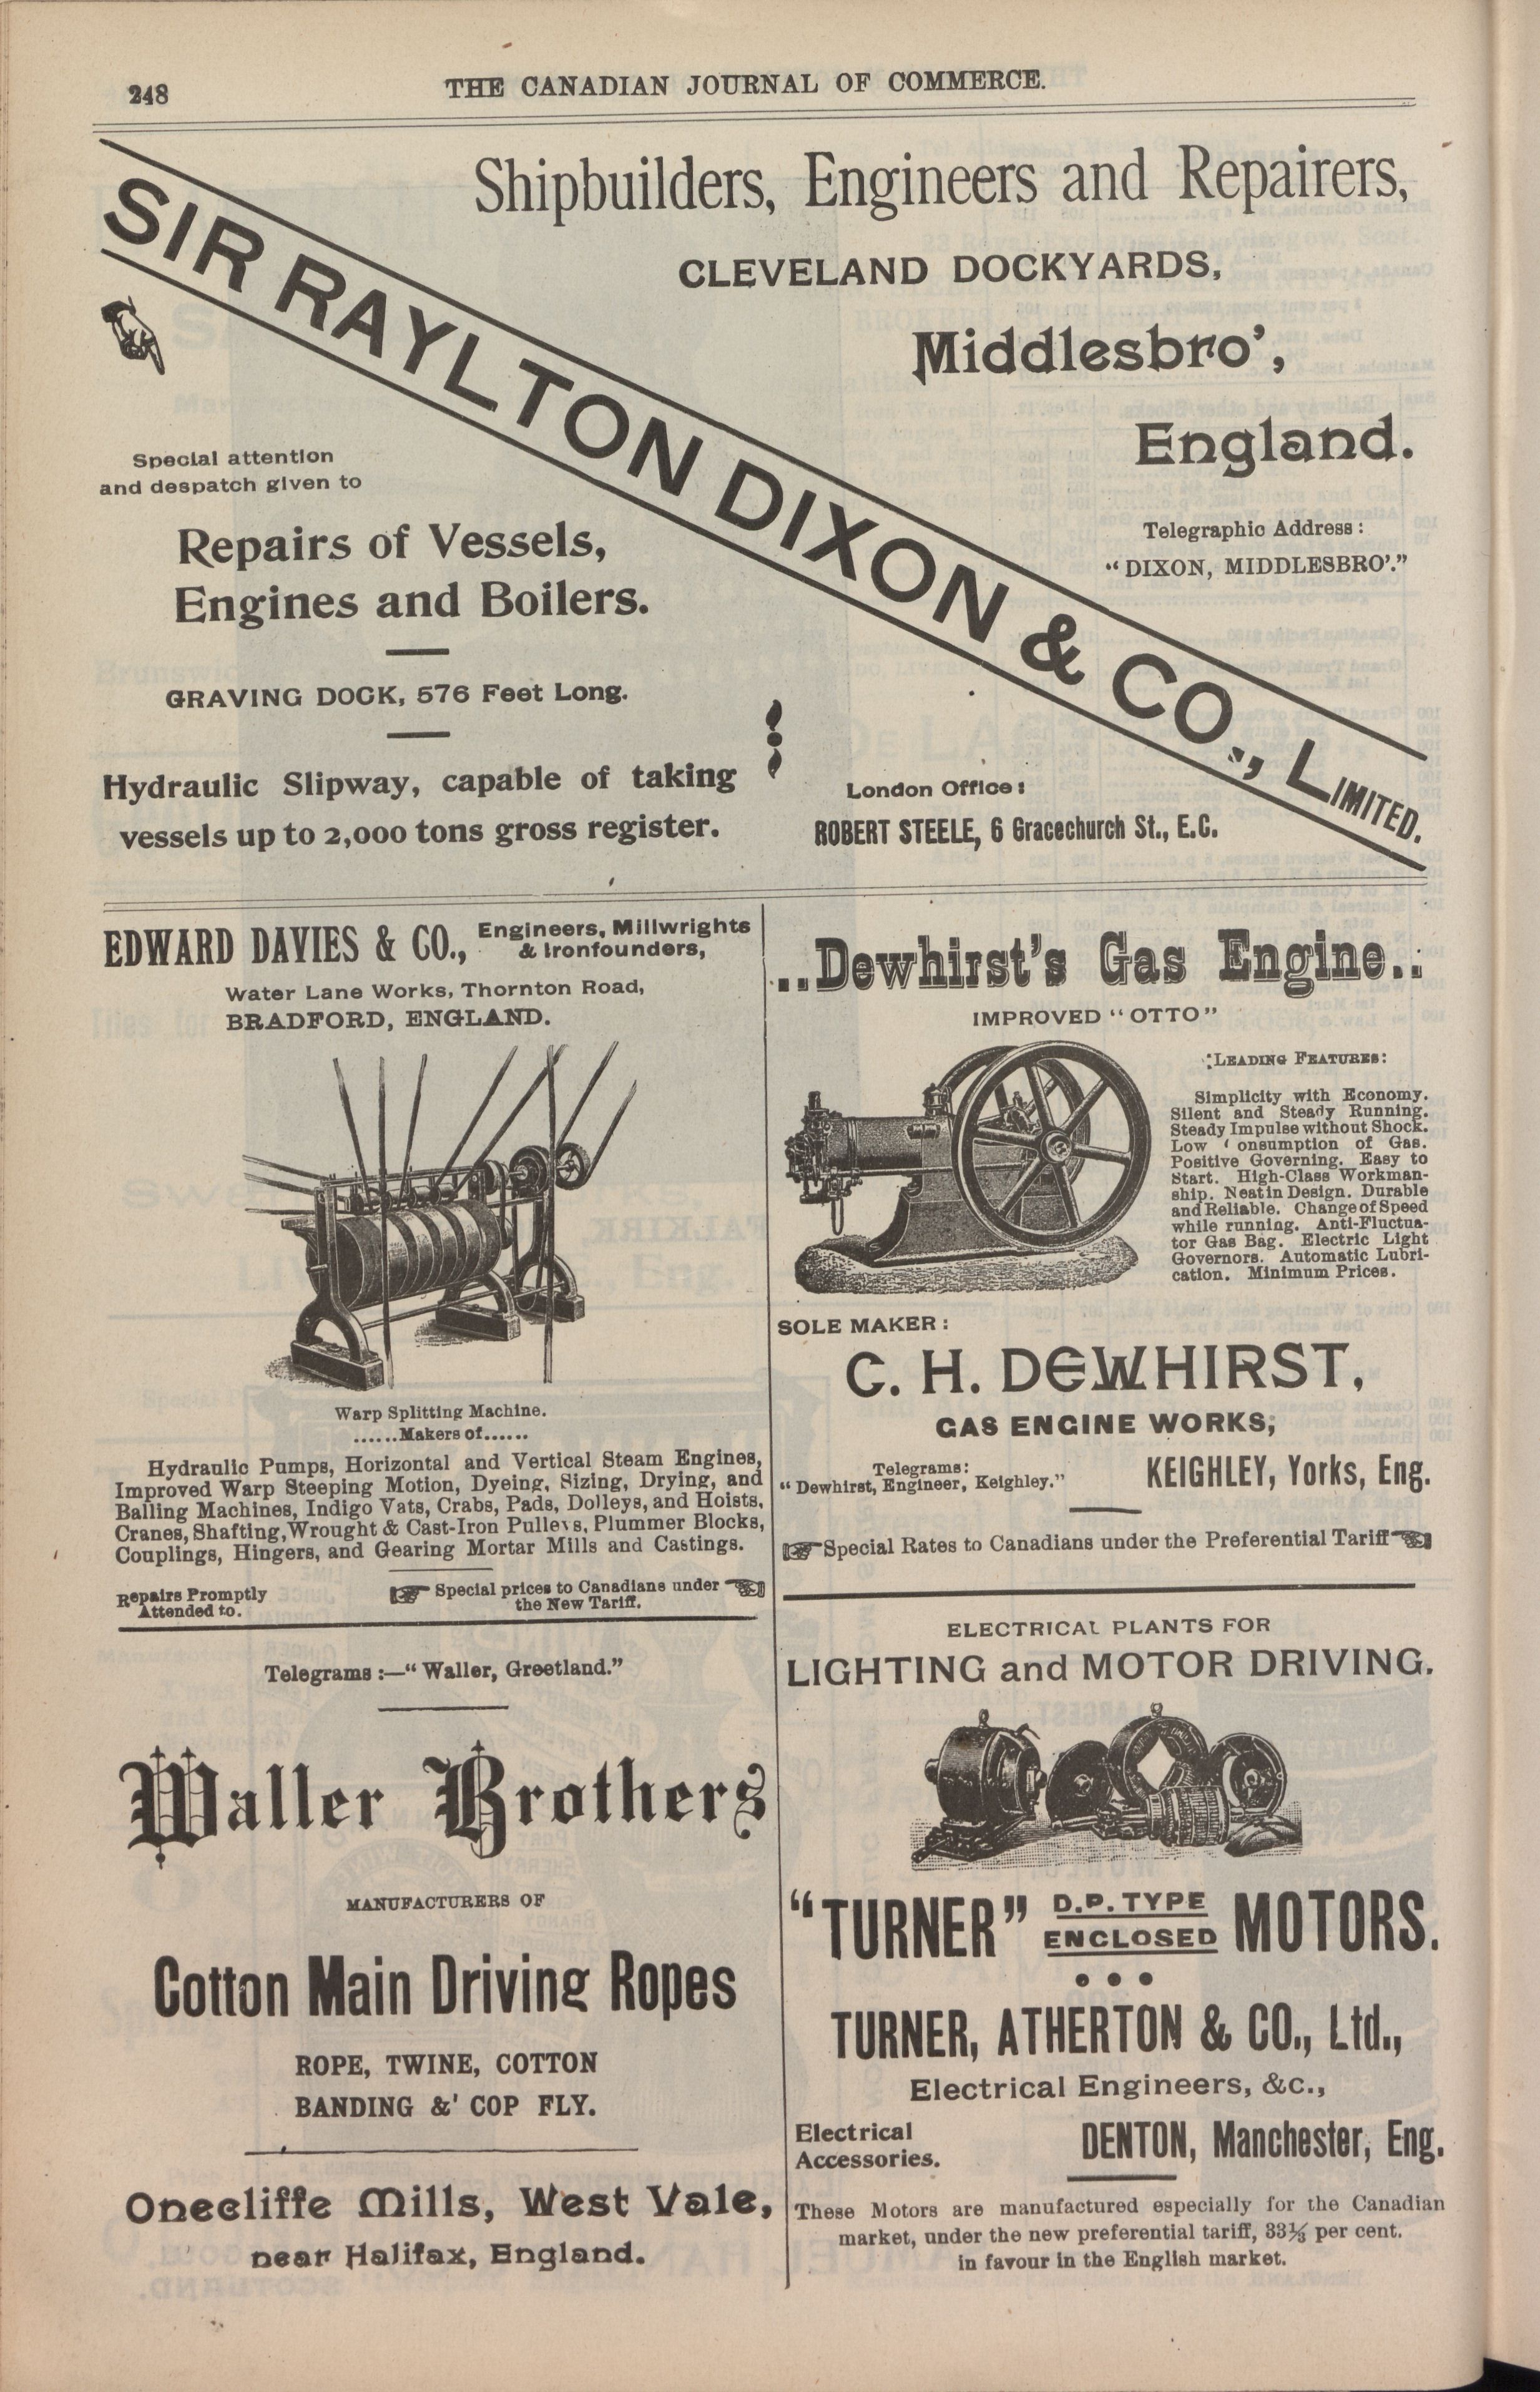 248
THE CANADIAN JOURNAL OF COMMERCE.
Shipbuilders, Engineers and Repairers,
CLEVELAND DOCKYARDS,
Middlesbro',
England.
Telegraphic Address:
"DIXON, MIDDLESBRO'."
SIR RAYLTON DIXON & CO., LIMITED.
Special attention
and despatch given to
Repairs of Vessels,
Engines and Boilers.
GRAVING DOCK, 576 Feet Long.
Hydraulic Slipway, capable of taking
vessels up to 2,000 tons gross register.
London Office:
ROBERT STEELE, 6 Gracechurch St., E.C.
EDWARD DAVIES & CO., Engineers, Millwrights
& Ironfounders,
Water Lane Works, Thornton Road,
BRADFORD, ENGLAND.
Warp Splitting Machine.
......Makers of......
Hydraulic Pumps, Horizontal and Vertical Steam Engines,
Improved Warp Steeping Motion, Dyeing, Sizing, Drying, and
Balling Machines, Indigo Vats, Crabs, Pads, Dolleys, and Hoists,
Cranes, Shafting, Wrought & Cast-Iron Pulleys, Plummer Blocks,
Couplings, Hingers, and Gearing Mortar Mills and Castings.
Repairs Promptly
Attended to.
Special prices to Canadians under
the New Tariff.
Telegrams :—"Waller, Greetland."
Waller Brothers
MANUFACTURERS OF
Cotton Main Driving Ropes
ROPE, TWINE, COTTON
BANDING &' COP FLY.
Onecliffe Mills, West Vale,
near Halifax, England.
..Dewhirst's Gas Engine..
IMPROVED "OTTO"
LEADING FEATURES:
Simplicity with Economy.
Silent and Steady Running.
Steady Impulse without Shock.
Low ' onsumption of Gas.
Positive Governing. Easy to
Start. High-Class Workman-
ship. Neat in Design. Durable
and Reliable. Change of Speed
while running. Anti-Fluctua-
tor Gas Bag. Electric Light
Governors. Automatic Lubri-
cation. Minimum Prices.
SOLE MAKER:
C. H. DEWHIRST,
GAS ENGINE WORKS,
Telegrams:
"Dewhirst, Engineer, Keighley."
KEIGHLEY, Yorks, Eng.
Special Rates to Canadians under the Preferential Tariff
ELECTRICAL PLANTS FOR
LIGHTING and MOTOR DRIVING.
"TURNER" D.P. TYPE ENCLOSED MOTORS.
TURNER, ATHERTON & CO., Ltd.,
Electrical Engineers, &c.,
Electrical
Accessories.
DENTON, Manchester, Eng.
These Motors are manufactured especially for the Canadian
market, under the new preferential tariff, 33⅓ per cent.
in favour in the English market.